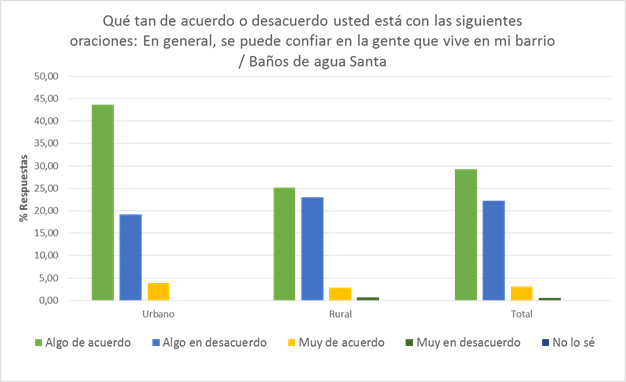 Qué tan de acuerdo o desacuerdo usted está con las siguientes
oraciones: En general, se puede confiar en la gente que vive en mi barrio
/ Baños de agua Santa
% Respuestas
50,00
45,00
40,00
35,00
30,00
25,00
20,00
15,00
10,00
5,00
0,00
Urbano Rural Total
Algo de acuerdo Algo en desacuerdo Muy de acuerdo Muy en desacuerdo No lo sé